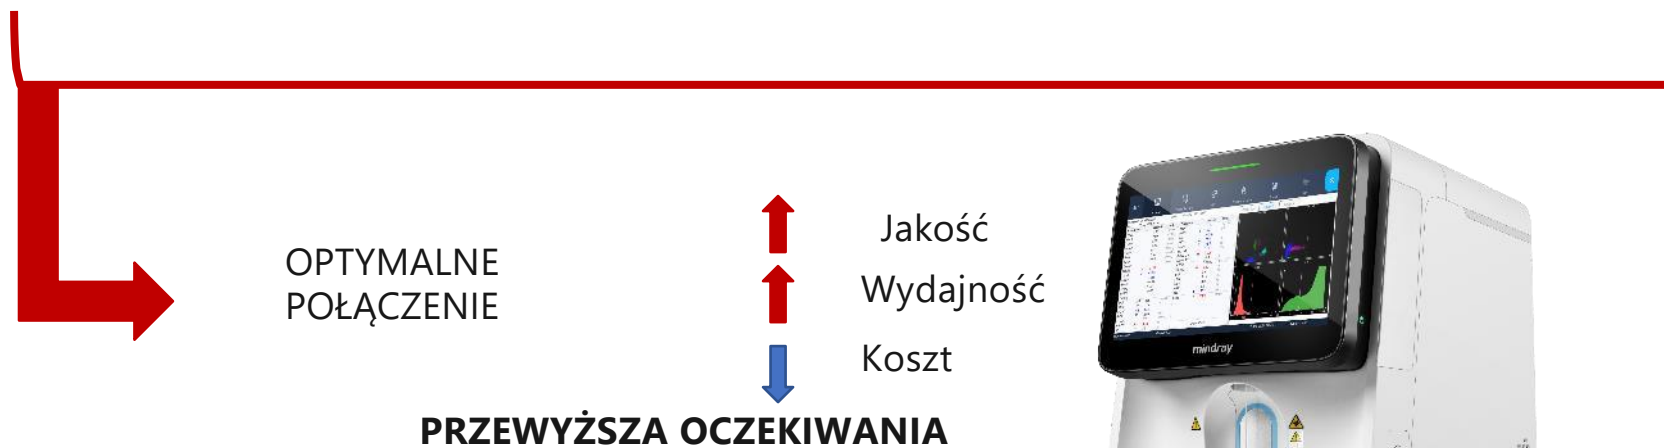 OPTYMALNE
POŁĄCZENIE
Jakość
Wydajność
Koszt
PRZEWYŻSZA OCZEKIWANIA
mindray